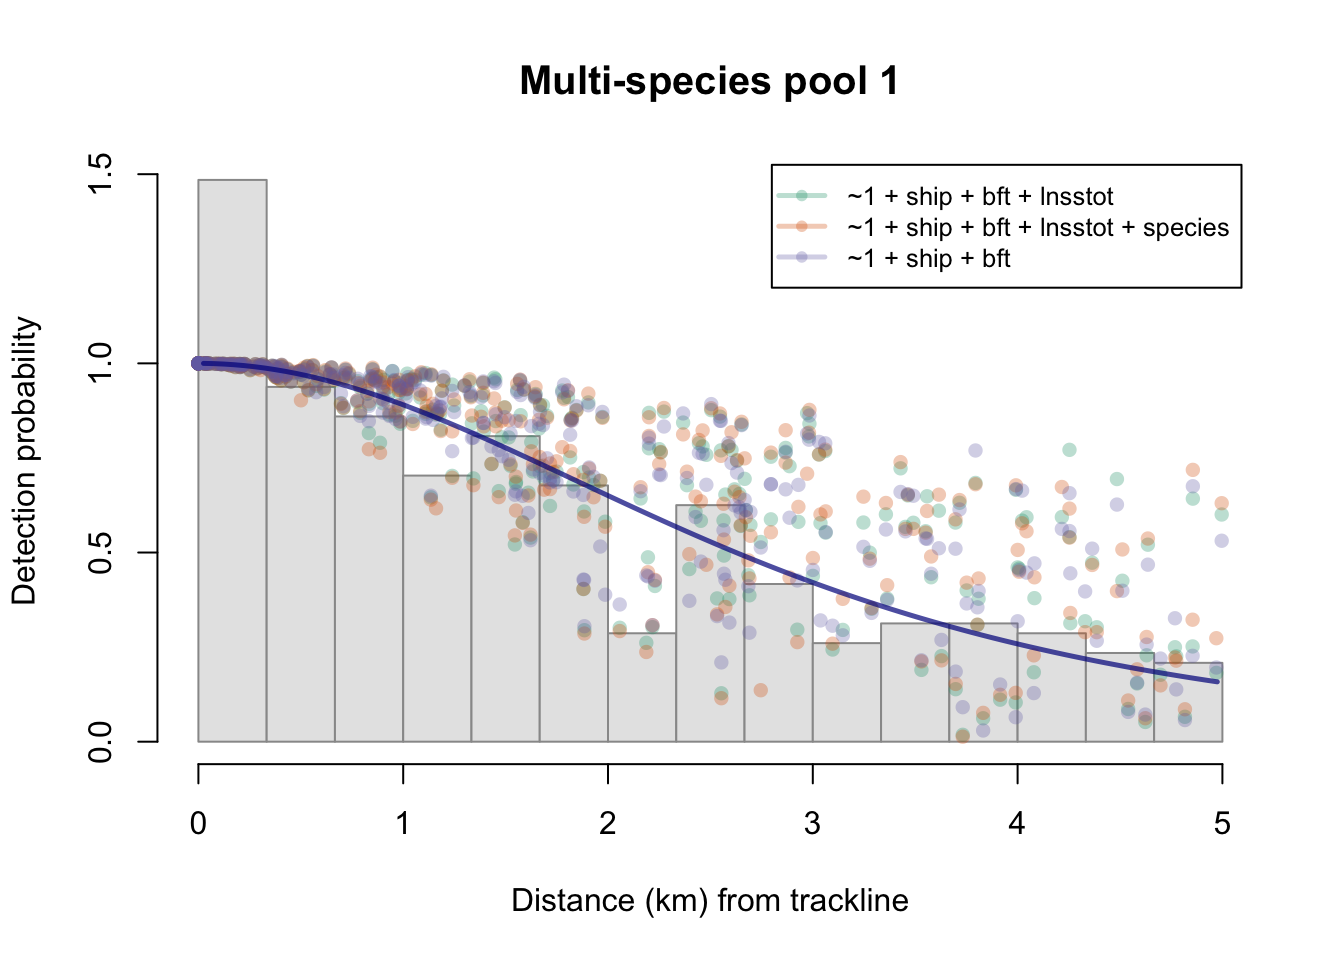 Multi-species pool 1
~1 + ship + bft + lnsstot
~1 + ship + bft + lnsstot + species
~1 + ship + bft
Detection probability
1.5
1.0
0.5
0.0
0 1 2 3 4 5
Distance (km) from trackline